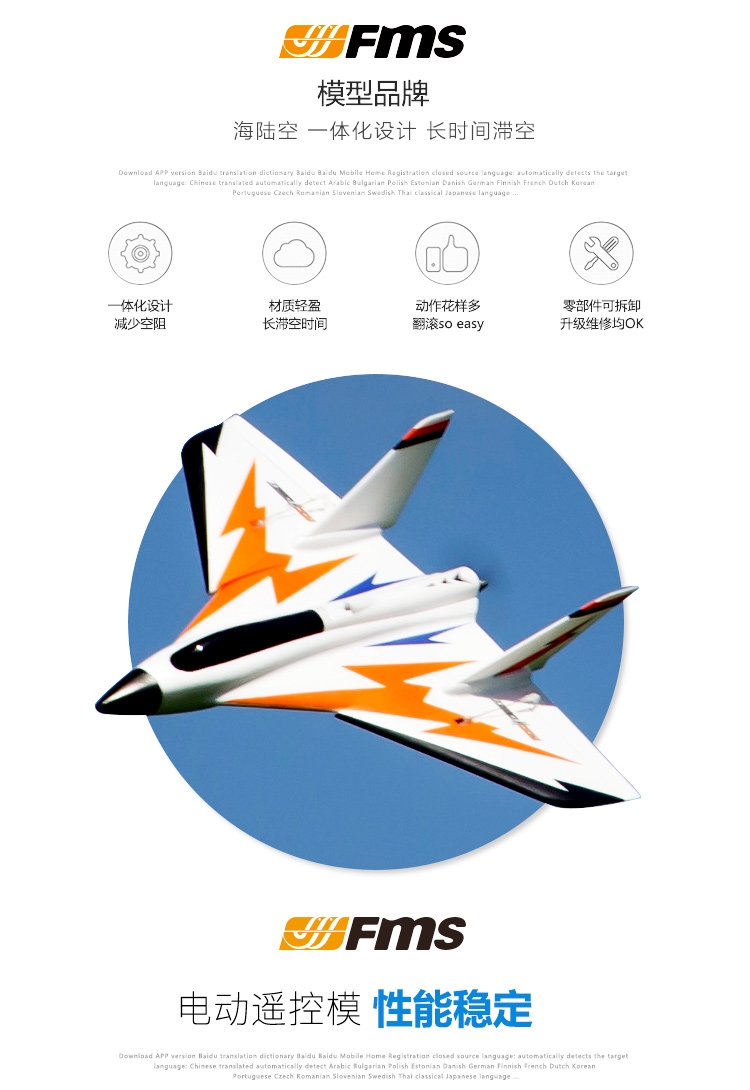 Fms
模型品牌
海陆空 一体化设计 长时间滞空
Download APP version Baidu translation dictionary Baidu Baidu Mobile Home Registration closed source language: automatically detects the target
language: Chinese translated automatically detect Arabic Bulgarian Polish Estonian Danish German Finnish French Dutch Korean
Portuguese Czech Romanian Slovenian Swedish Thai classical Japanese language ...
一体化设计
减少空阻
材质轻盈
长滞空时间
动作花样多
翻滚so easy
零部件可拆卸
升级维修均OK
Fms
电动遥控模 性能稳定
Download APP version Baidu translation dictionary Baidu Baidu Mobile Home Registration closed source language: automatically detects the target
language: Chinese translated automatically detect Arabic Bulgarian Polish Estonian Danish German Finnish French Dutch Korean
Portuguese Czech Romanian Slovenian Swedish Thai classical Japanese language ...